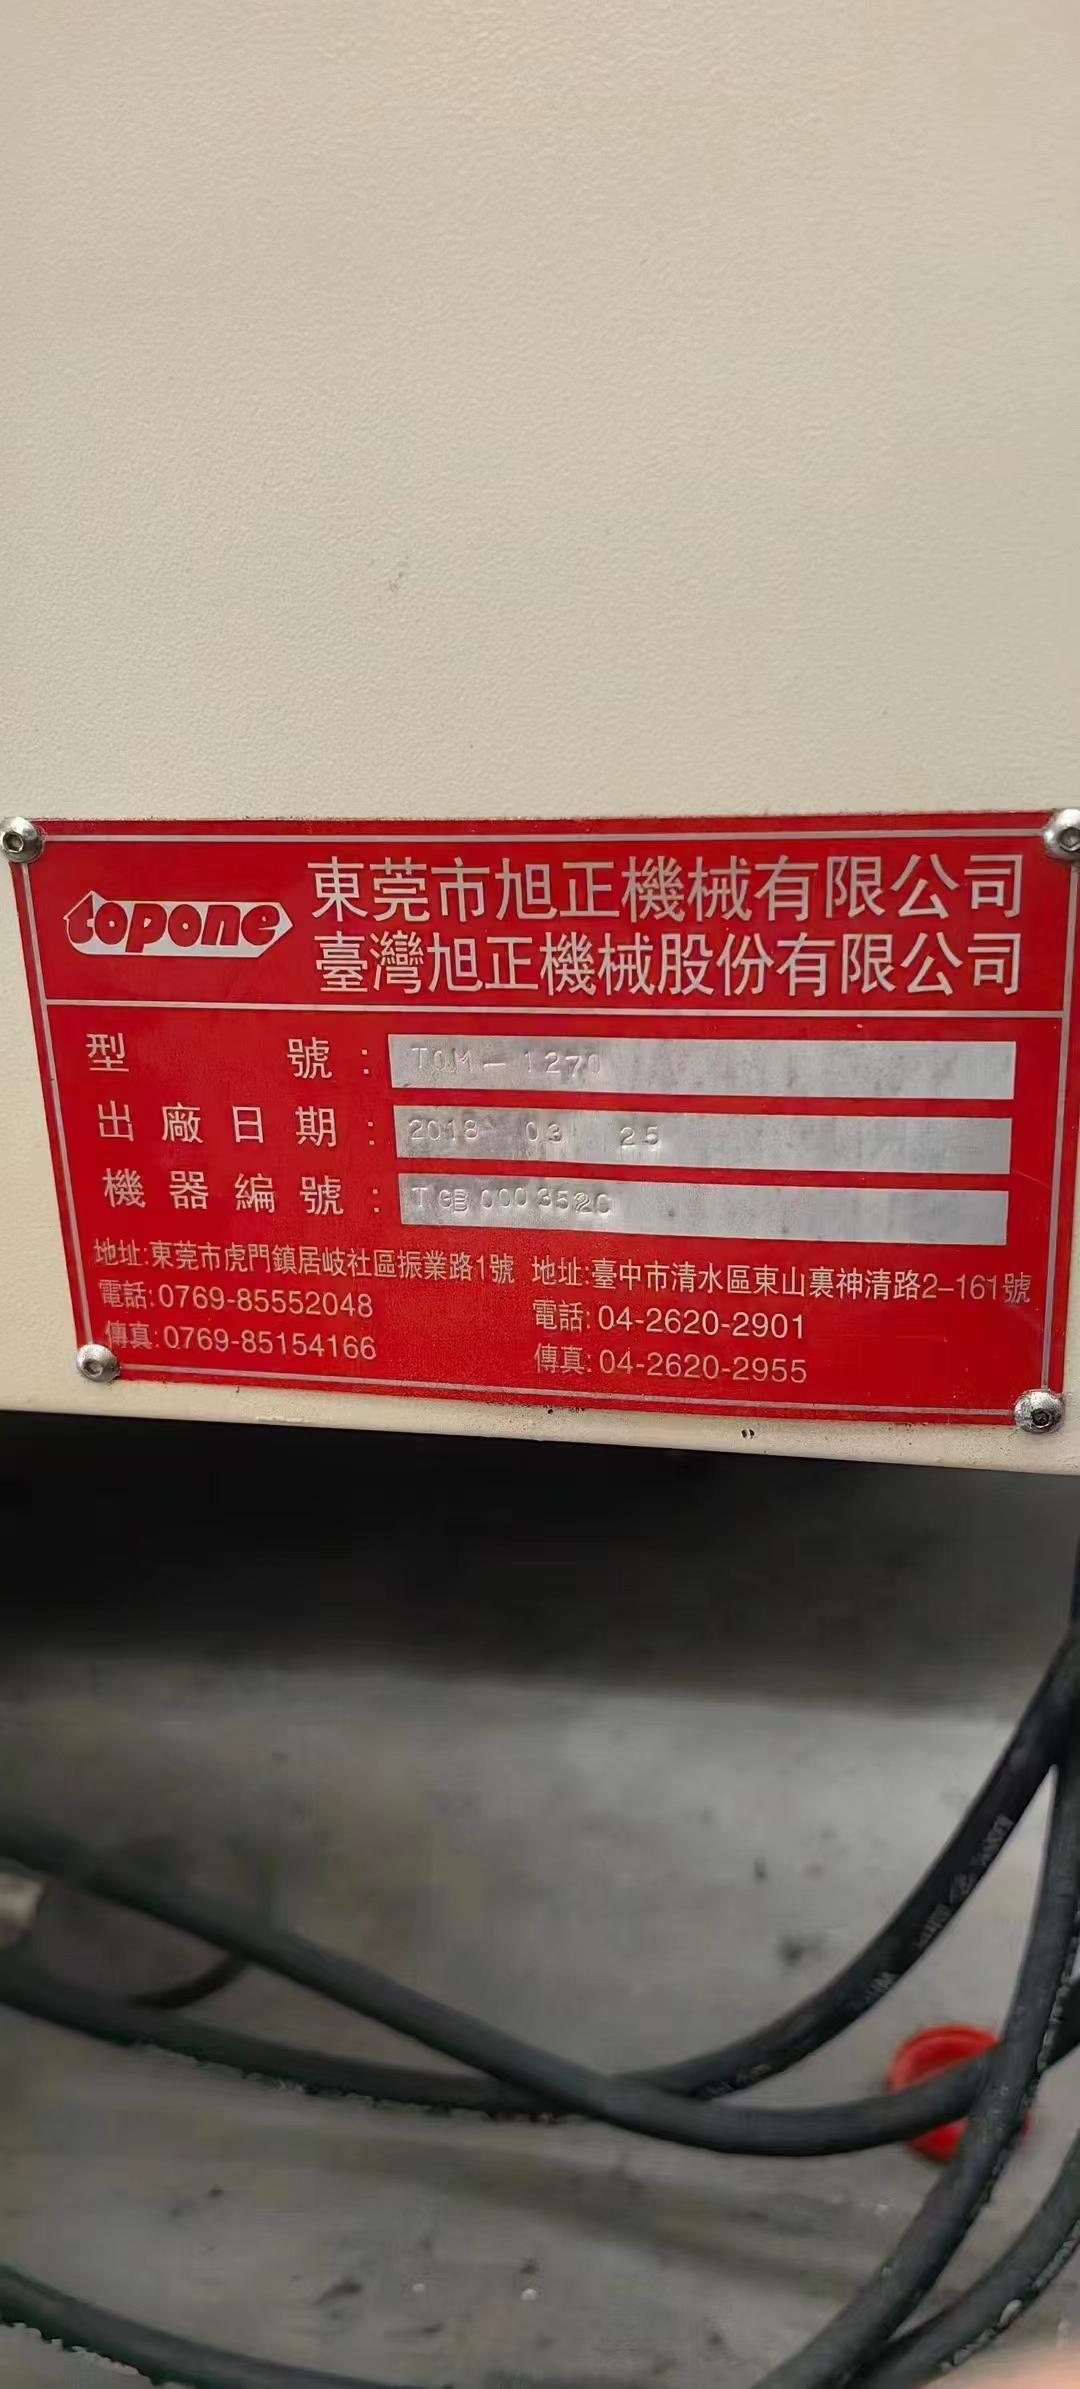 topone
東莞市旭正機械有限公司
臺灣旭正機械股份有限公司
型 號: TOM-1270
出廠日期: 2018 03 25
機器編號: TGB0003520
地址:東莞市虎門鎮居岐社區振業路1號
電話:0769-85552048
傳真:0769-85154166
地址:臺中市清水區東山裏神清路2-161號
電話:04-2620-2901
傳真:04-2620-2955